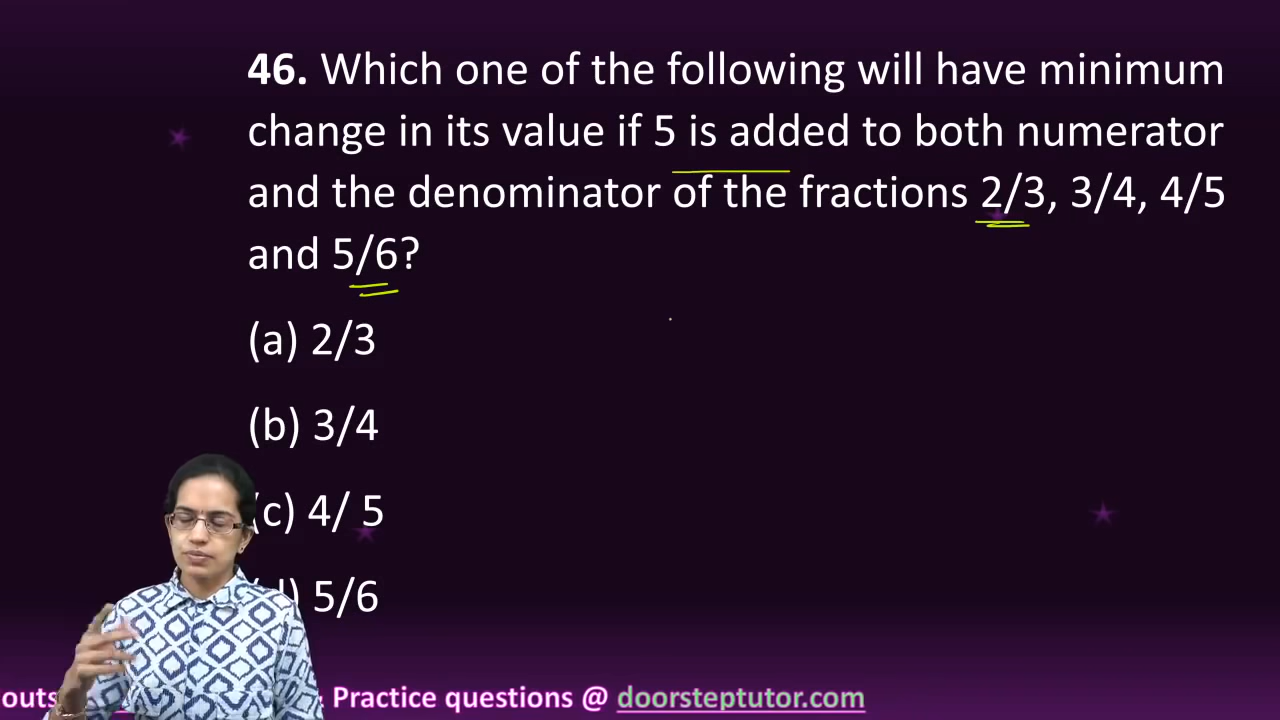 46. Which one of the following will have minimum
change in its value if 5 is added to both numerator
and the denominator of the fractions 2/3, 3/4, 4/5
and 5/6?
(a) 2/3
(b) 3/4
(c) 4/ 5
5/6
Practice questions @ doorsteptutor.com